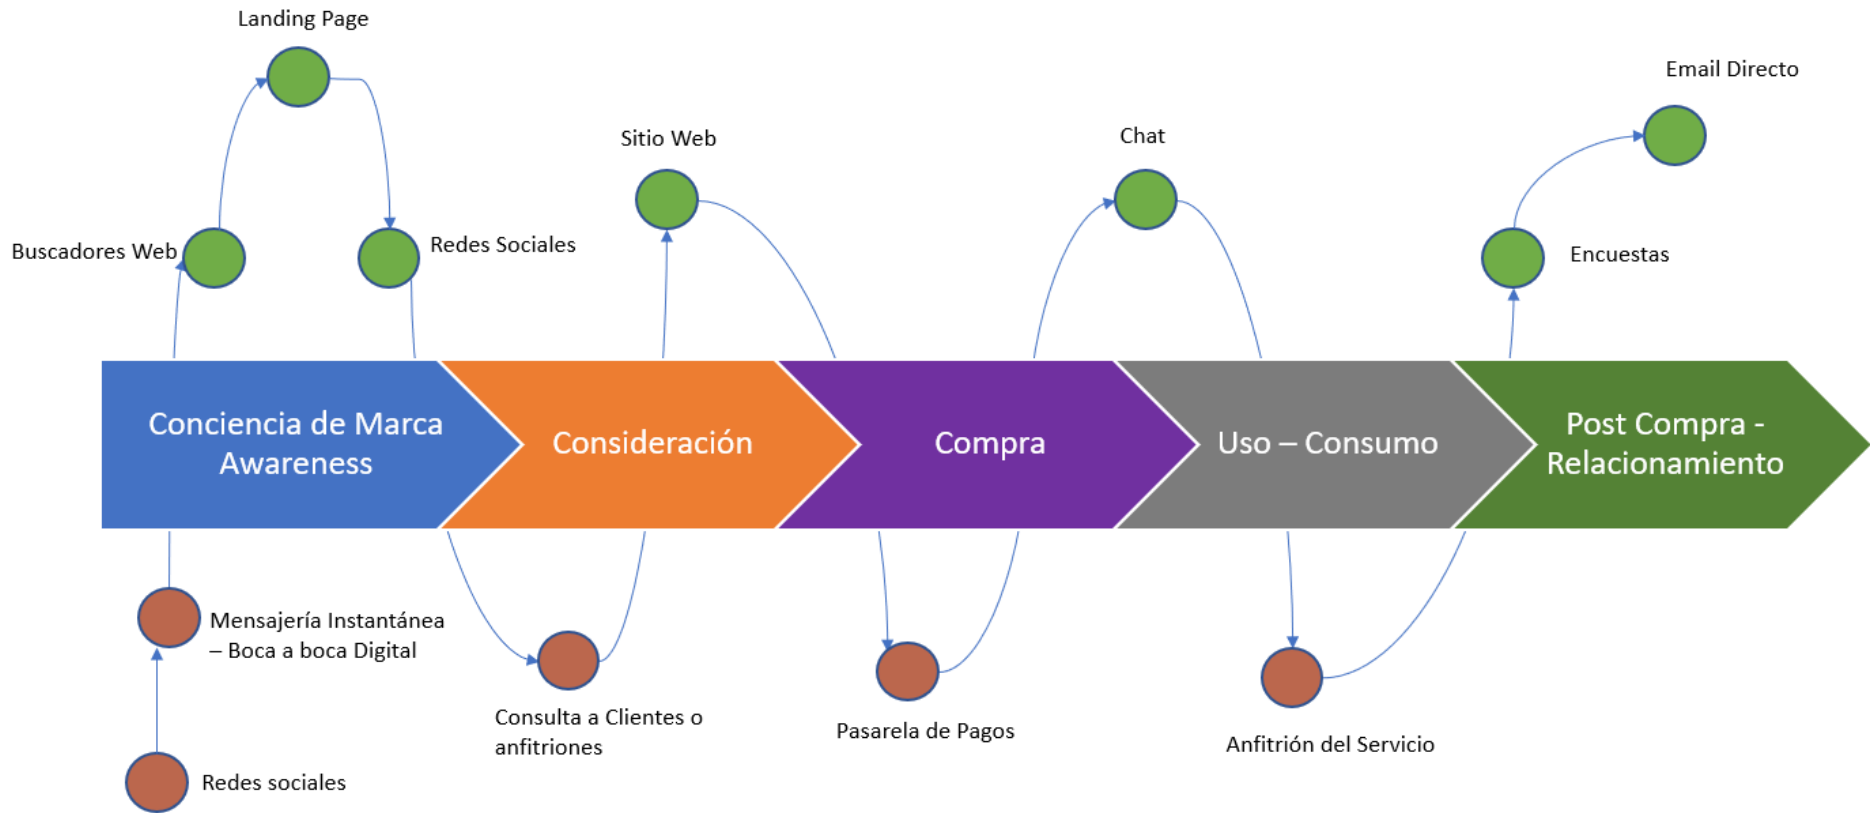 Landing Page
Email Directo
Sitio Web
Chat
Buscadores Web
Redes Sociales
Encuestas
Conciencia de Marca
Awareness
Consideración
Compra
Uso – Consumo
Post Compra -
Relacionamiento
Mensajería Instantánea
– Boca a boca Digital
Consulta a Clientes o
anfitriones
Pasarela de Pagos
Anfitrión del Servicio
Redes sociales